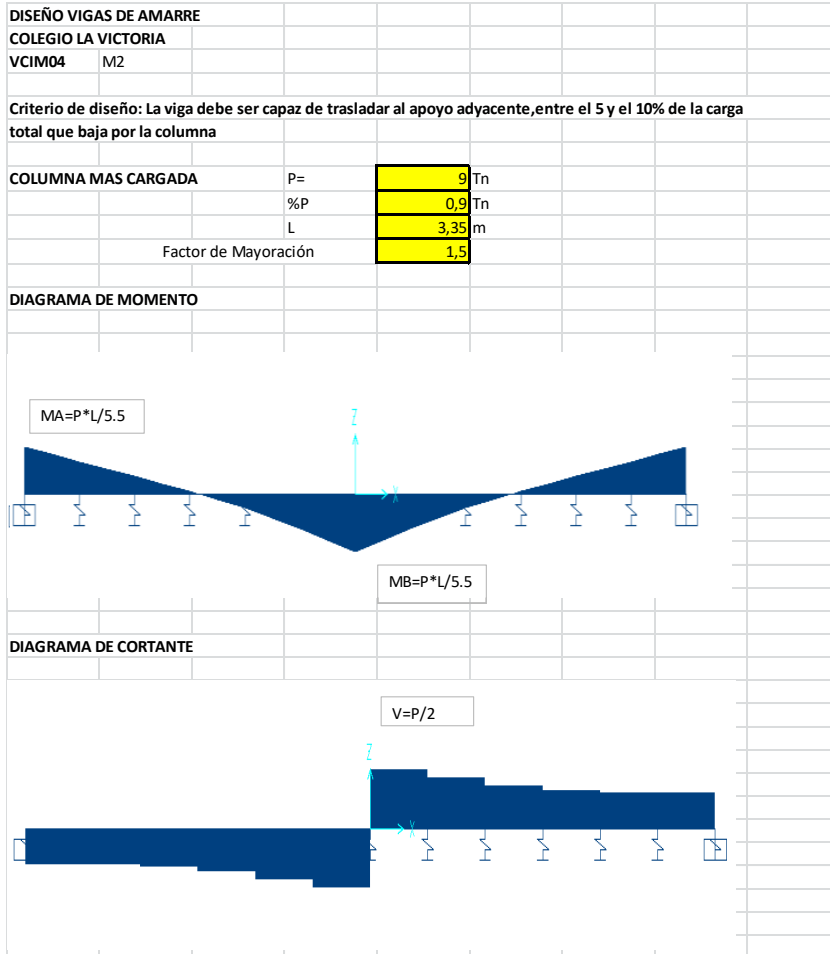 DISEÑO VIGAS DE AMARRE
COLEGIO LA VICTORIA
VCIM04 M2
Criterio de diseño: La viga debe ser capaz de trasladar al apoyo adyacente,entre el 5 y el 10% de la carga
total que baja por la columna
COLUMNA MAS CARGADA P= 9 Tn
%P 0,9 Tn
L 3,35 m
Factor de Mayoración 1,5
DIAGRAMA DE MOMENTO
MA=P*L/5.5
Z
X
MB=P*L/5.5
DIAGRAMA DE CORTANTE
V=P/2
Z
X